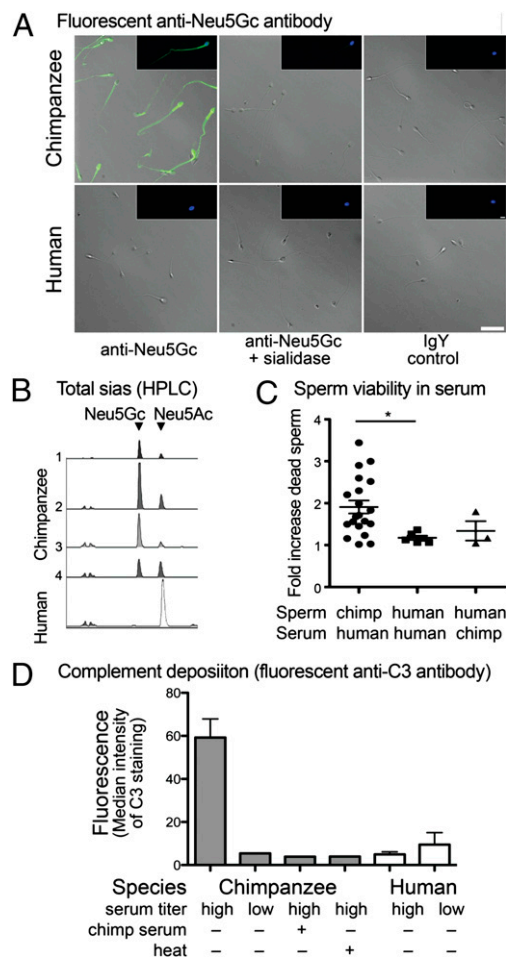 A Fluorescent anti-Neu5Gc antibody
Chimpanzee
Human
anti-Neu5Gc
anti-Neu5Gc
+ sialidase
IgY
control
B Total sias (HPLC)
Neu5Gc Neu5Ac
1
2
3
4
Chimpanzee
Human
C Sperm viability in serum
*
Fold increase dead sperm
4
3
2
1
0
Sperm chimp human human
Serum human human chimp
D Complement deposiiton (fluorescent anti-C3 antibody)
Fluorescence
(Median intensity
of C3 staining)
80
60
40
20
0
Species Chimpanzee Human
serum titer high low high high high low
chimp serum – – + – – –
heat – – – + – –